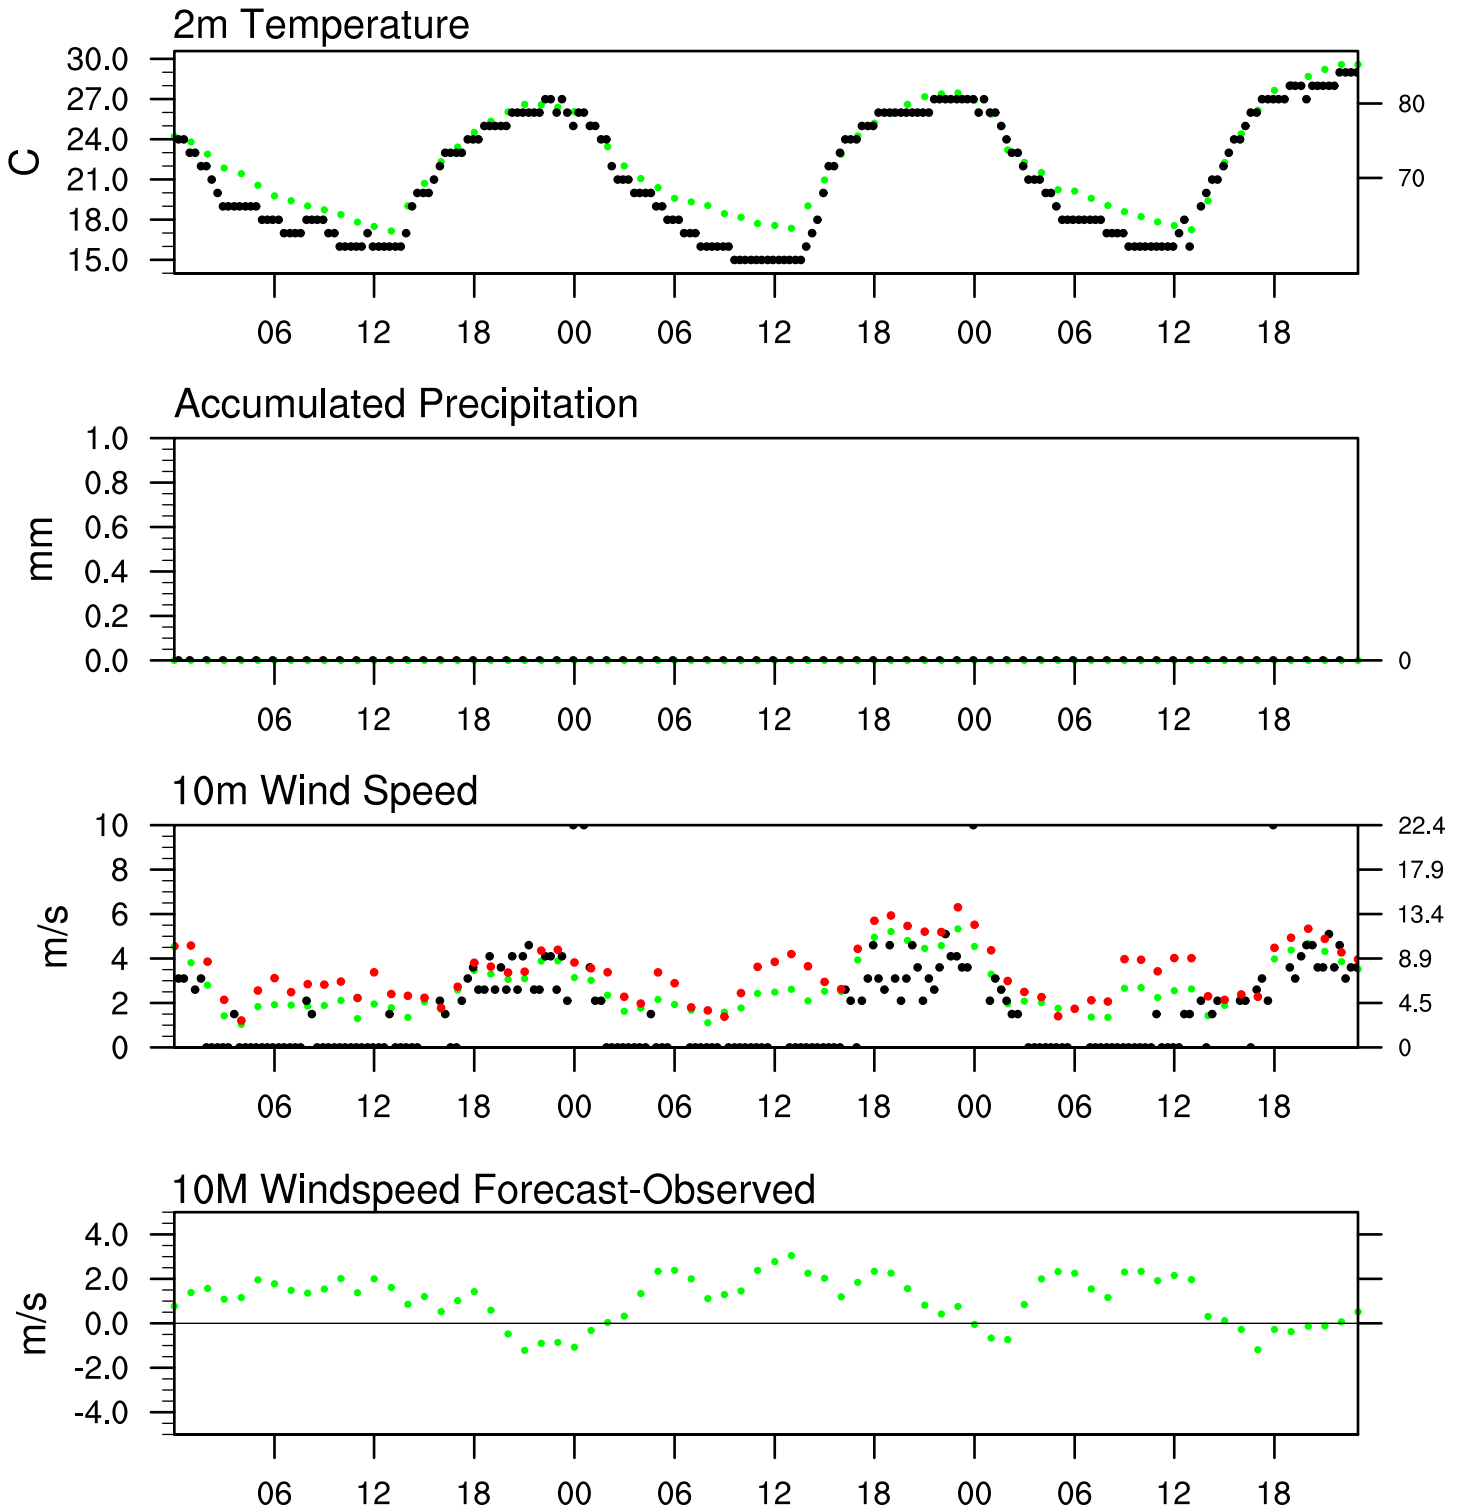 2m Temperature
30.0
27.0
24.0
21.0
18.0
15.0
C
80
70
06 12 18 00 06 12 18 00 06 12 18
Accumulated Precipitation
1.0
0.8
0.6
0.4
0.2
0.0
mm
0
06 12 18 00 06 12 18 00 06 12 18
10m Wind Speed
10
8
6
4
2
0
m/s
22.4
17.9
13.4
8.9
4.5
0
06 12 18 00 06 12 18 00 06 12 18
10M Windspeed Forecast-Observed
4.0
2.0
0.0
-2.0
-4.0
m/s
06 12 18 00 06 12 18 00 06 12 18